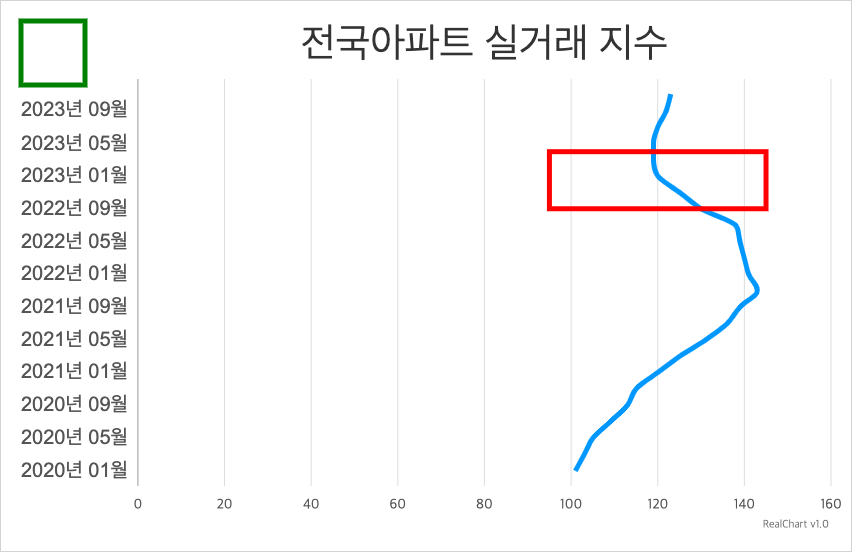 전국아파트 실거래 지수
2023년 09월
2023년 05월
2023년 01월
2022년 09월
2022년 05월
2022년 01월
2021년 09월
2021년 05월
2021년 01월
2020년 09월
2020년 05월
2020년 01월
0 20 40 60 80 100 120 140 160
RealChart v1.0